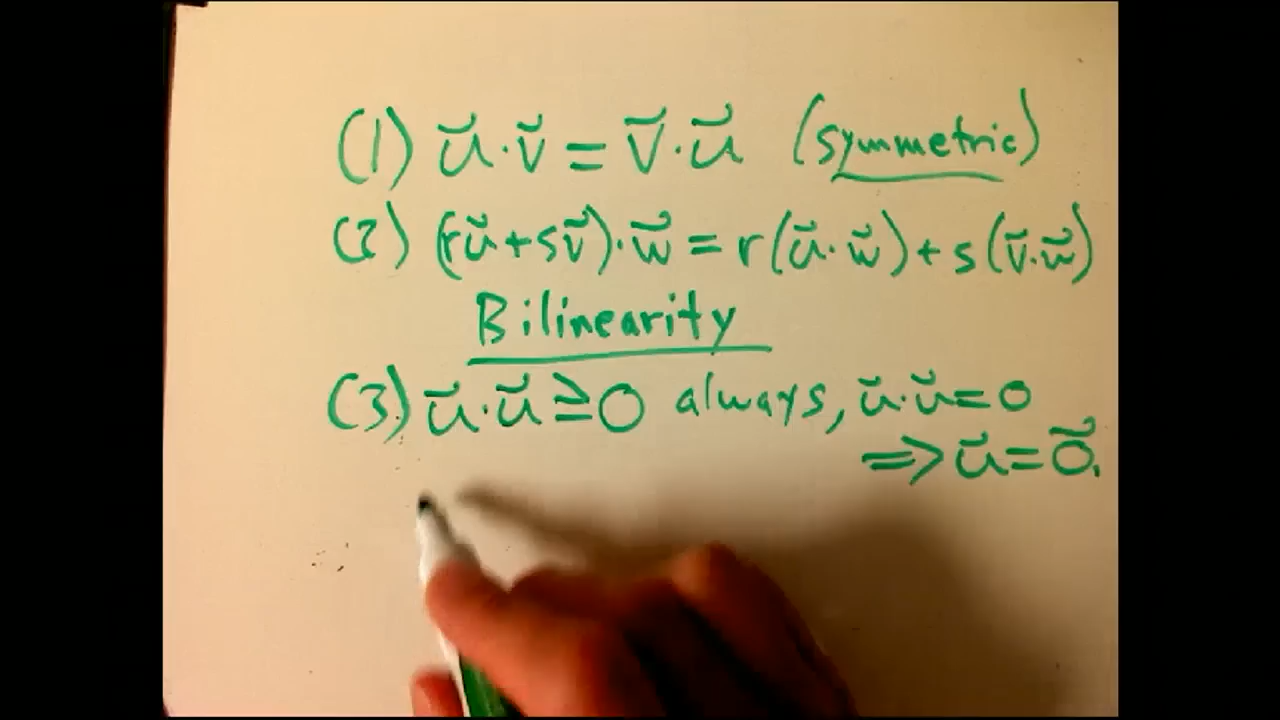 (1) u⃗·v⃗ = v⃗·u⃗ (symmetric)
(2) (ru⃗+sv⃗)·w⃗ = r(u⃗·w⃗) + s(v⃗·w⃗)
Bilinearity
(3) u⃗·u⃗ ≥ 0 always, u⃗·u⃗ = 0
⇒ u⃗ = 0⃗.